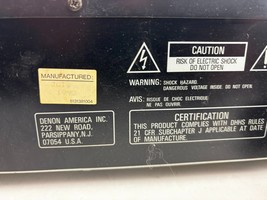 MANUFACTURED:
DENON AMERICA INC.
222 NEW ROAD,
PARSIPPANY, N.J.
07054 U.S.A.
CAUTION
RISK OF ELECTRIC SHOCK
DO NOT OPEN
WARNING: SHOCK HAZARD.
DANGEROUS VOLTAGE INSIDE. DO NOT OPEN.
AVIS: RISQUE DE CHOC ELECTRIQUE
NE PAS OUVRIR.
CERTIFICATION
THIS PRODUCT COMPLIES WITH DHHS RULES
21 CFR SUBCHAPTER J APPLICABLE AT DATE
OF MANUFACTURE.